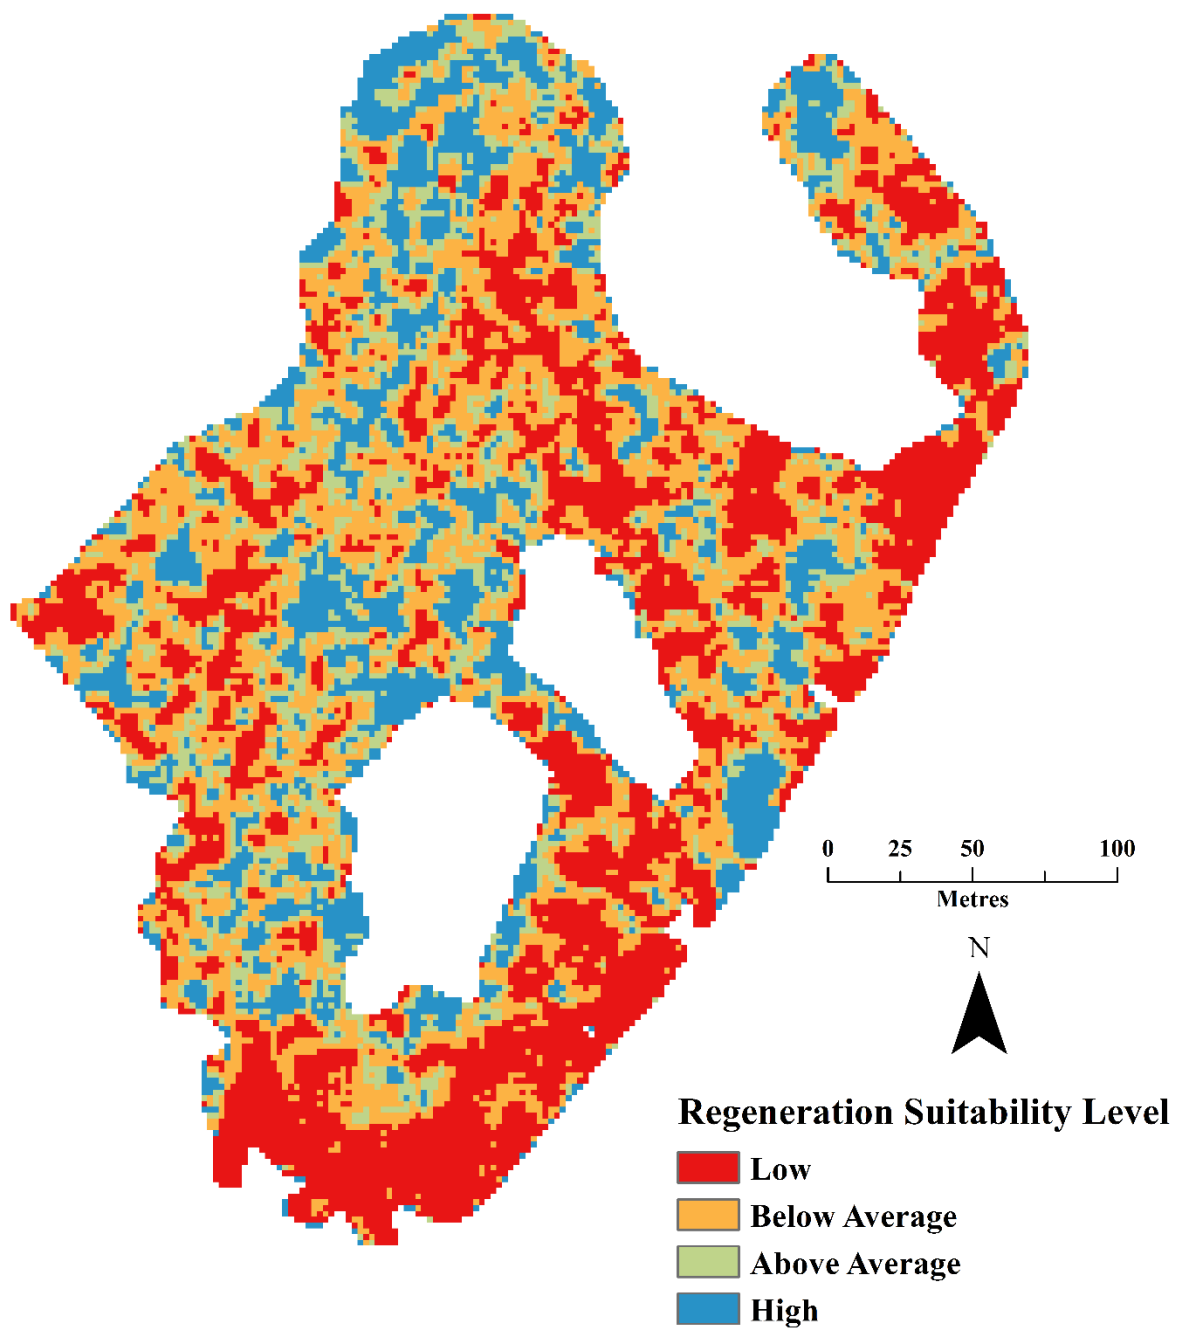 0 25 50 100
Metres
N
Regeneration Suitability Level
Low
Below Average
Above Average
High